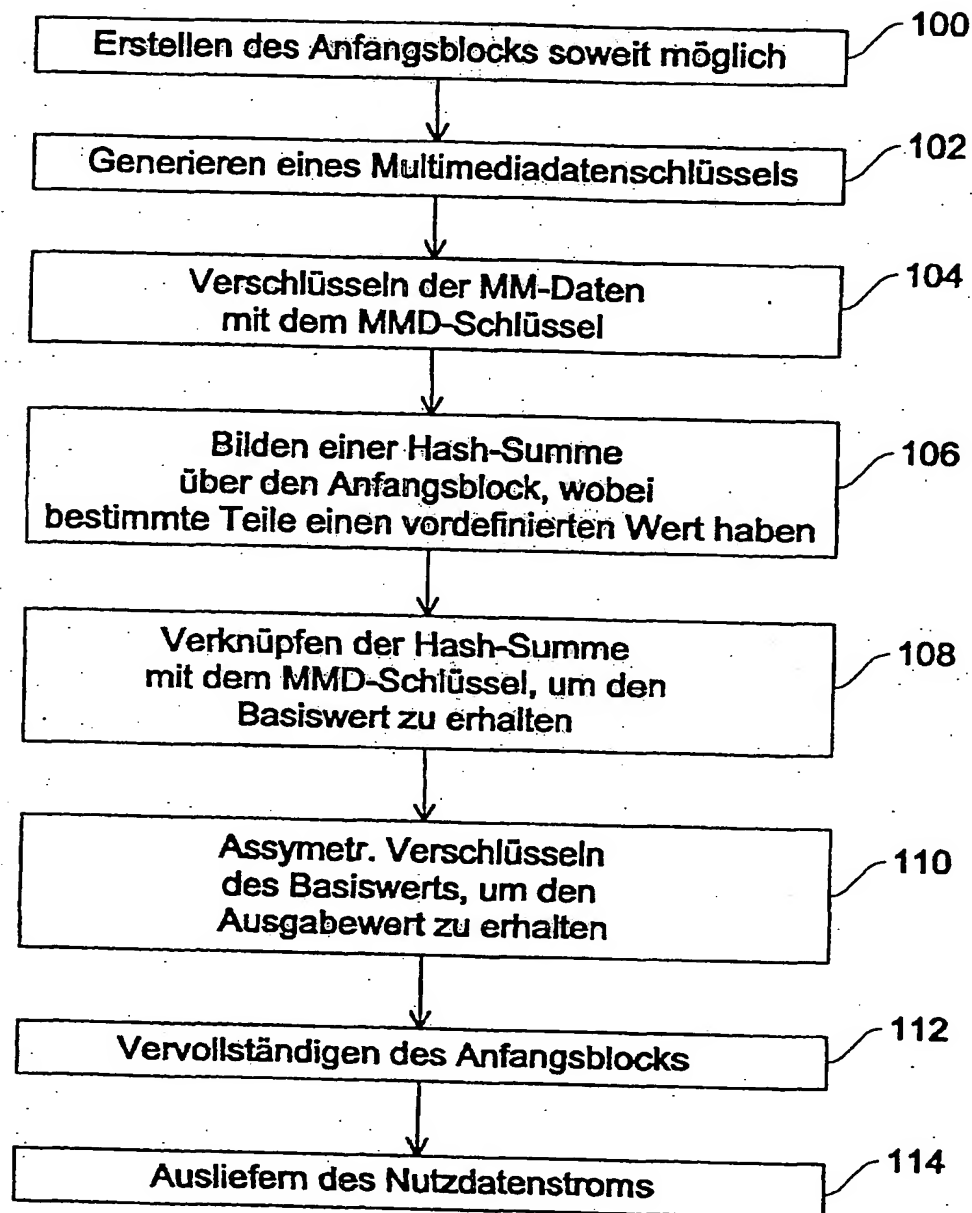 Erstellen des Anfangsblocks soweit möglich
100
Generieren eines Multimediadatenschlüssels
102
Verschlüsseln der MM-Daten
mit dem MMD-Schlüssel
104
Bilden einer Hash-Summe
über den Anfangsblock, wobei
bestimmte Teile einen vordefinierten Wert haben
106
Verknüpfen der Hash-Summe
mit dem MMD-Schlüssel, um den
Basiswert zu erhalten
108
Assymetr. Verschlüsseln
des Basiswerts, um den
Ausgabewert zu erhalten
110
Vervollständigen des Anfangsblocks
112
Ausliefern des Nutzdatenstroms
114